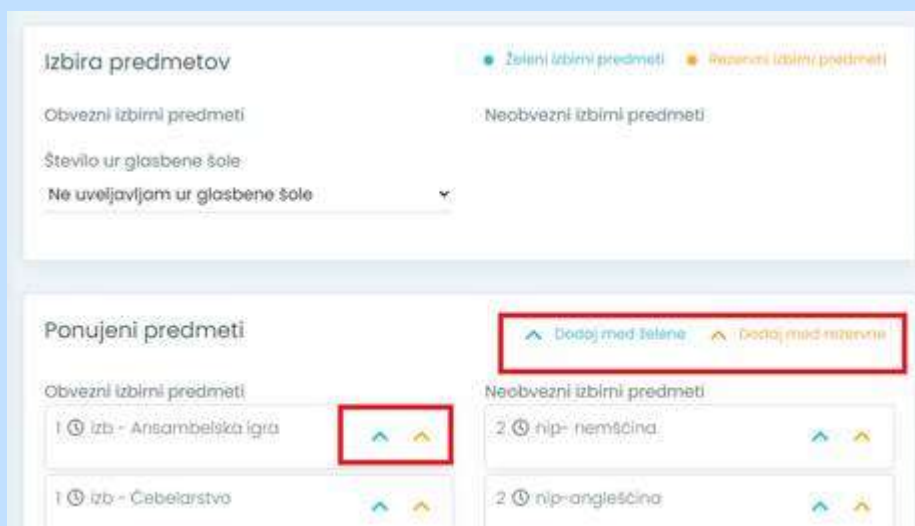 Izbira predmetov
Želeni izbirni predmeti
Rezervni izbirni predmeti
Obvezni izbirni predmeti
Neobvezni izbirni predmeti
Število ur glasbene šole
Ne uveljavljam ur glasbene šole
Ponujeni predmeti
Dodaj med želene
Dodaj med rezervne
Obvezni izbirni predmeti
Neobvezni izbirni predmeti
1 izb - Ansambelska igra
2 nip- nemščina
1 izb - Čebelarstvo
2 nip-angleščina